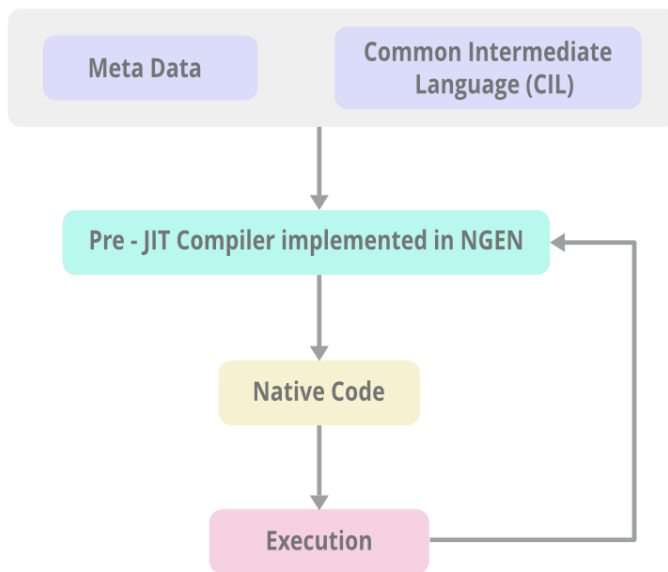 Meta Data
Common Intermediate
Language (CIL)
Pre - JIT Compiler implemented in NGEN
Native Code
Execution